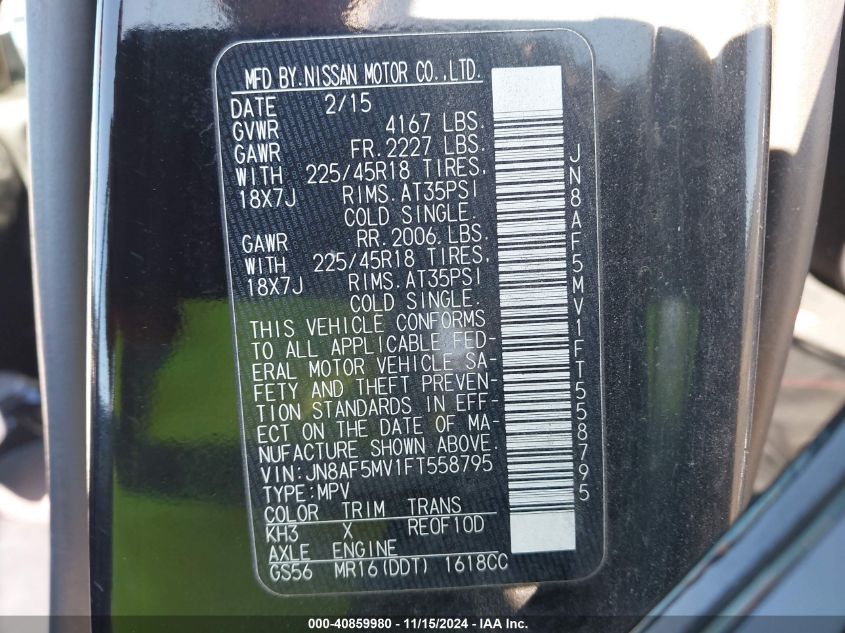 MFD BY.NISSAN MOTOR CO.,LTD.
DATE 2/15
GVWR 4167 LBS.
GAWR FR. 2227 LBS.
WITH 225/45R18 TIRES.
18X7J RIMS. AT35PSI
COLD SINGLE.
GAWR RR. 2006. LBS.
WITH 225/45R18 TIRES.
18X7J RIMS. AT35PSI
COLD SINGLE.
THIS VEHICLE CONFORMS
TO ALL APPLICABLE FED-
ERAL MOTOR VEHICLE SA-
FETY AND THEFT PREVEN-
TION STANDARDS IN EFF-
ECT ON THE DATE OF MA-
NUFACTURE SHOWN ABOVE.
VIN:JN8AF5MV1FT558795
TYPE:MPV
COLOR TRIM TRANS
KH3 X RE0F10D
AXLE ENGINE
GS56 MR16(DDT) 1618CC
JN8AF5MV1FT558795
000-40859980 - 11/15/2024 - IAA Inc.